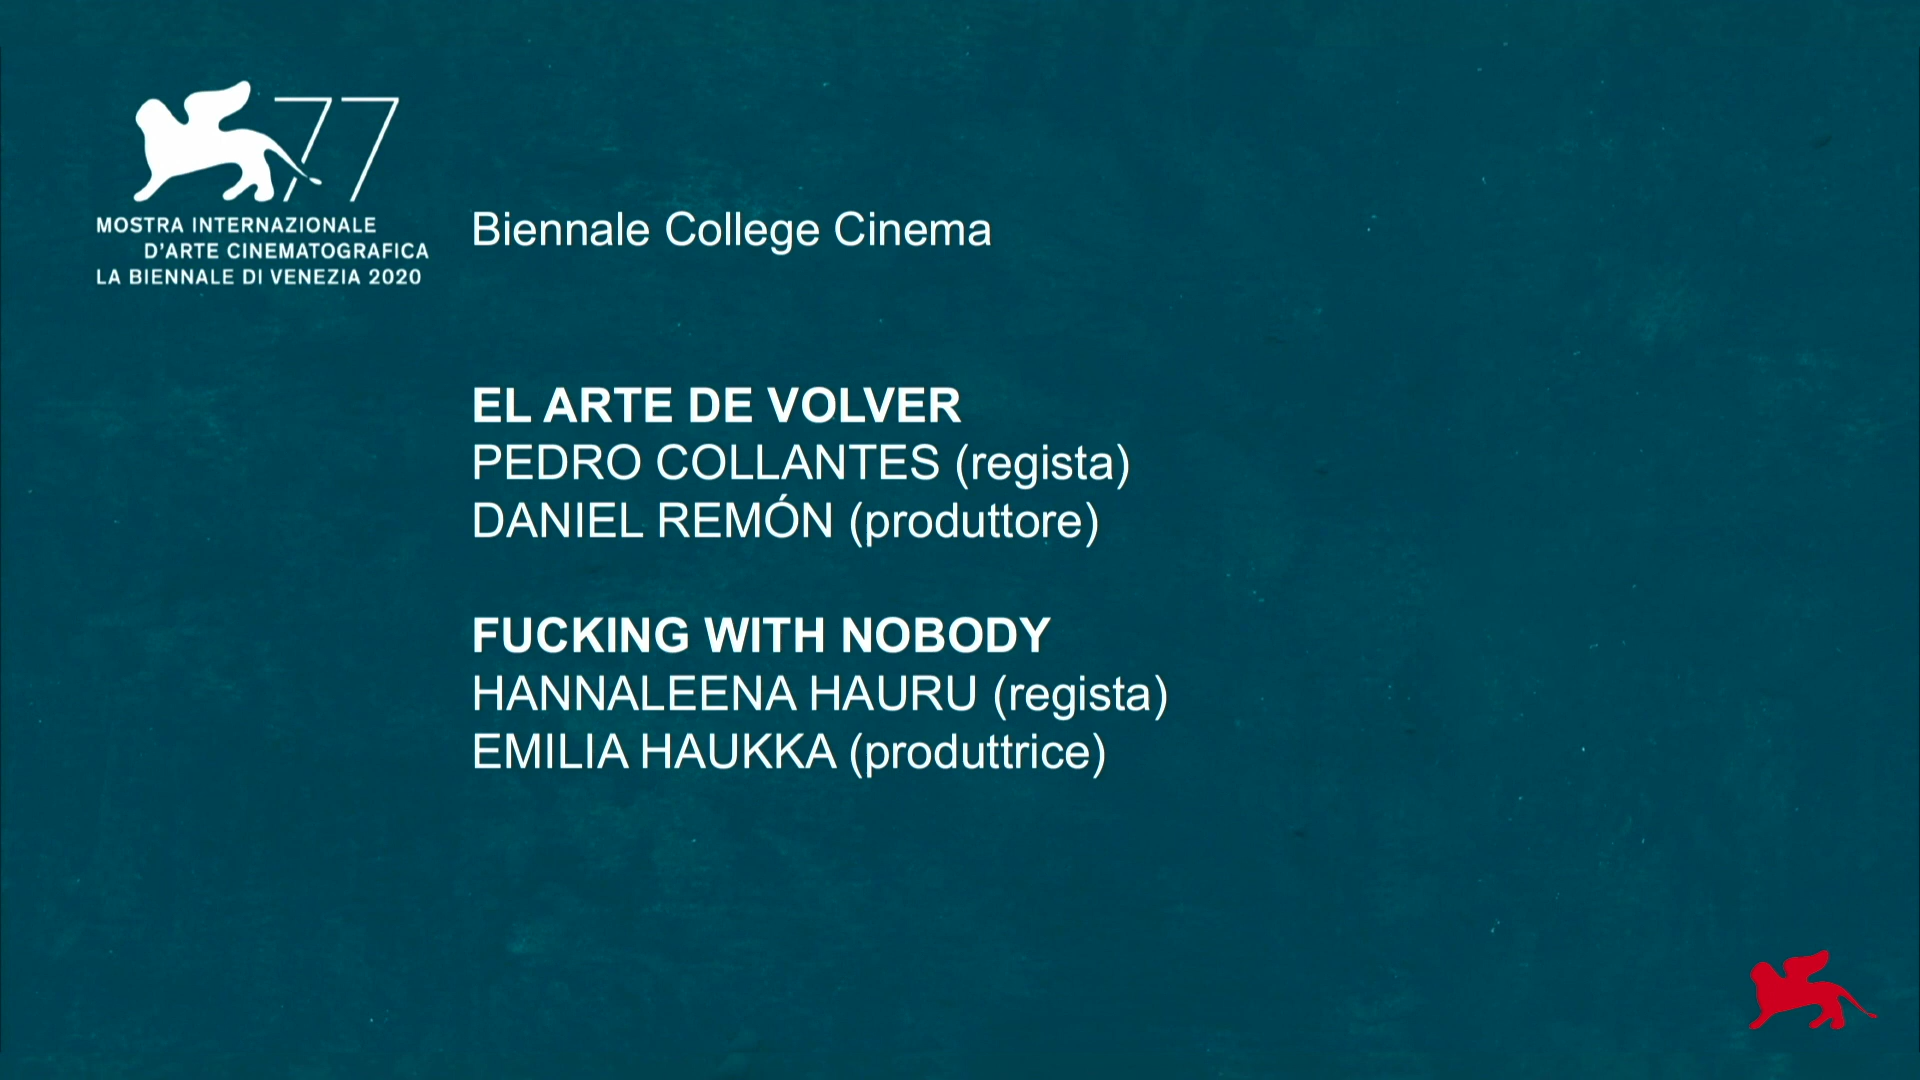 77
MOSTRA INTERNAZIONALE
D'ARTE CINEMATOGRAFICA
LA BIENNALE DI VENEZIA 2020
Biennale College Cinema
EL ARTE DE VOLVER
PEDRO COLLANTES (regista)
DANIEL REMÓN (produttore)
FUCKING WITH NOBODY
HANNALEENA HAURU (regista)
EMILIA HAUKKA (produttrice)